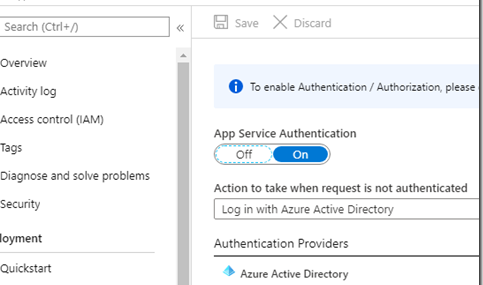 Search (Ctrl+/)
«
Overview
Activity log
Access control (IAM)
Tags
Diagnose and solve problems
Security
loyment
Quickstart
Save
Discard
To enable Authentication / Authorization, please
App Service Authentication
Off
On
Action to take when request is not authenticated
Log in with Azure Active Directory
Authentication Providers
Azure Active Directory